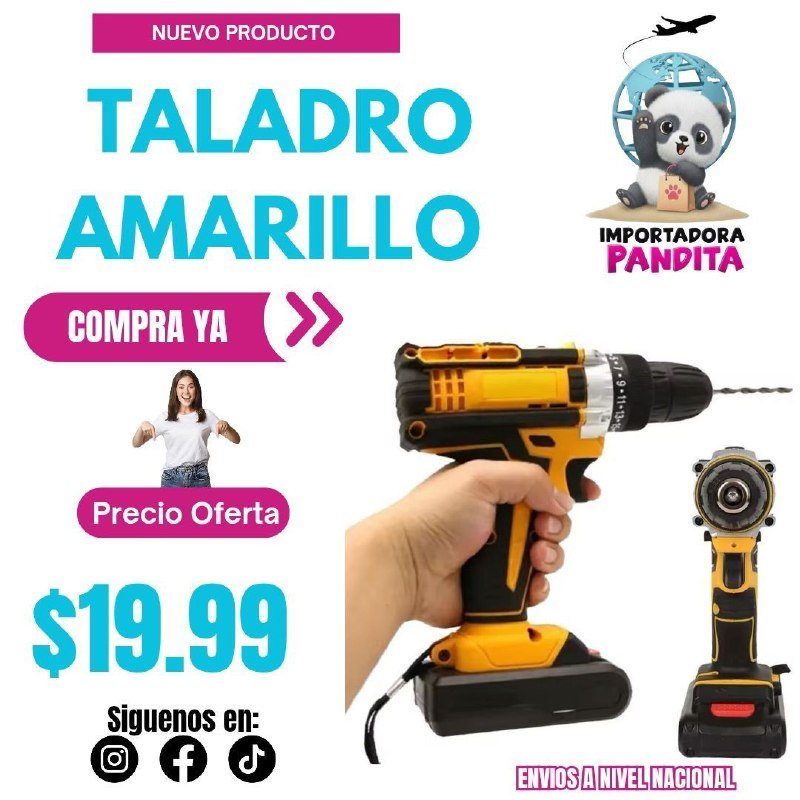 NUEVO PRODUCTO
TALADRO
AMARILLO
IMPORTADORA
PANDITA
COMPRA YA
Precio Oferta
$19.99
Siguenos en:
ENVIOS A NIVEL NACIONAL